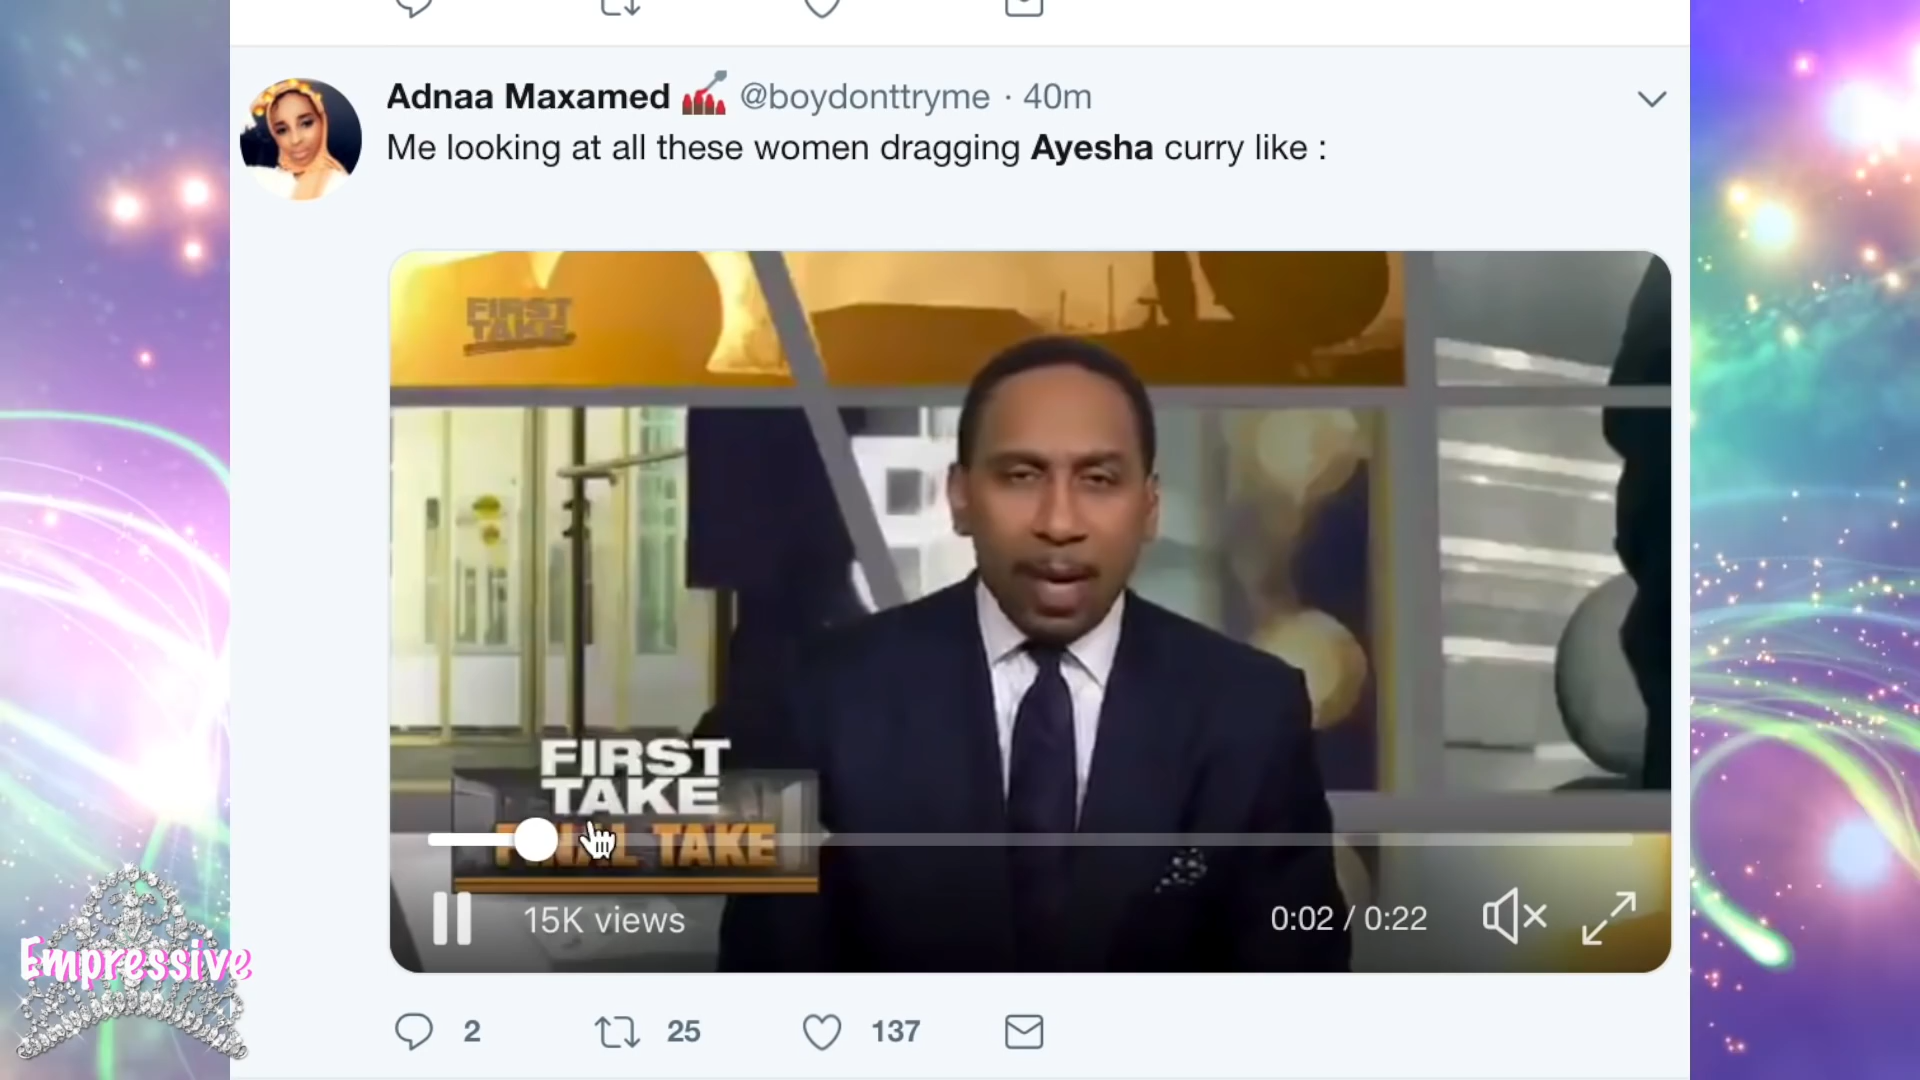 Adnaa Maxamed 💅🏿 @boydonttryme · 40m
Me looking at all these women dragging Ayesha curry like :
FIRST
TAKE
FIRST
TAKE
FINAL TAKE
15K views
0:02 / 0:22
Empressive
2
25
137